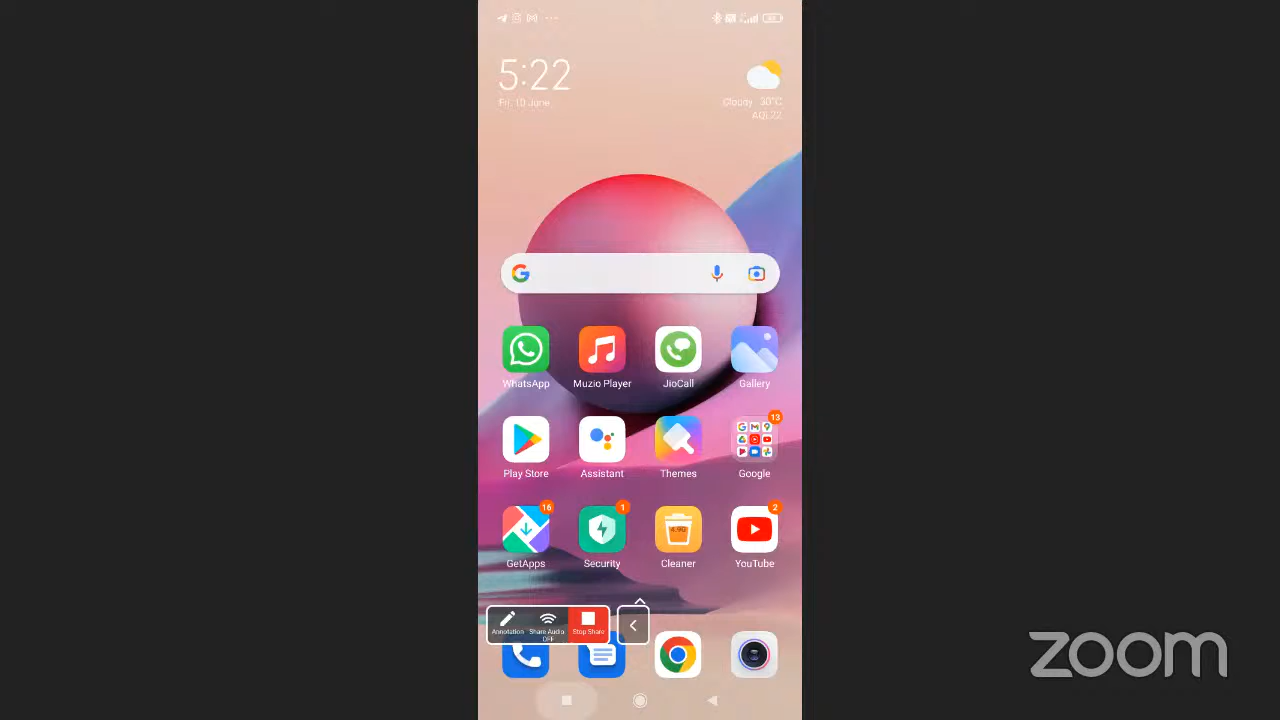 5:22
Fri, 10 June
Cloudy 30°C
AQI 22
WhatsApp
Muzio Player
JioCall
Gallery
13
Play Store
Assistant
Themes
Google
16
1
2
GetApps
Security
Cleaner
YouTube
Annotation
Share Audio: OFF
Stop Share
zoom